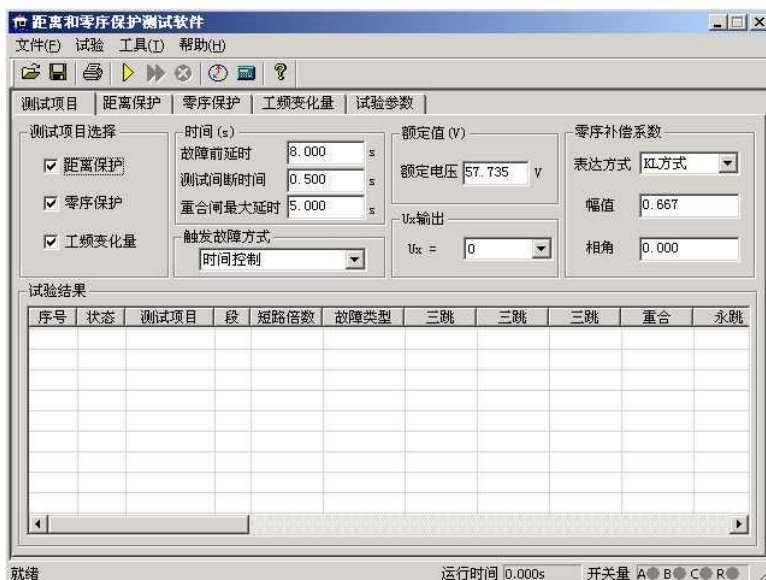 距离和零序保护测试软件
文件(F) 试验 工具(T) 帮助(H)
测试项目 距离保护 零序保护 工频变化量 试验参数
测试项目选择
距离保护
零序保护
工频变化量
时间(s)
故障前延时 8.000 s
测试间断时间 0.500 s
重合闸最大延时 5.000 s
触发故障方式
时间控制
额定值(V)
额定电压 57.735 V
Ux输出
Ux = 0
零序补偿系数
表达方式 KL方式
幅值 0.667
相角 0.000
试验结果
序号 状态 测试项目 段 短路倍数 故障类型 三跳 三跳 三跳 重合 永跳
就绪 运行时间 0.000s 开关量 A B C R